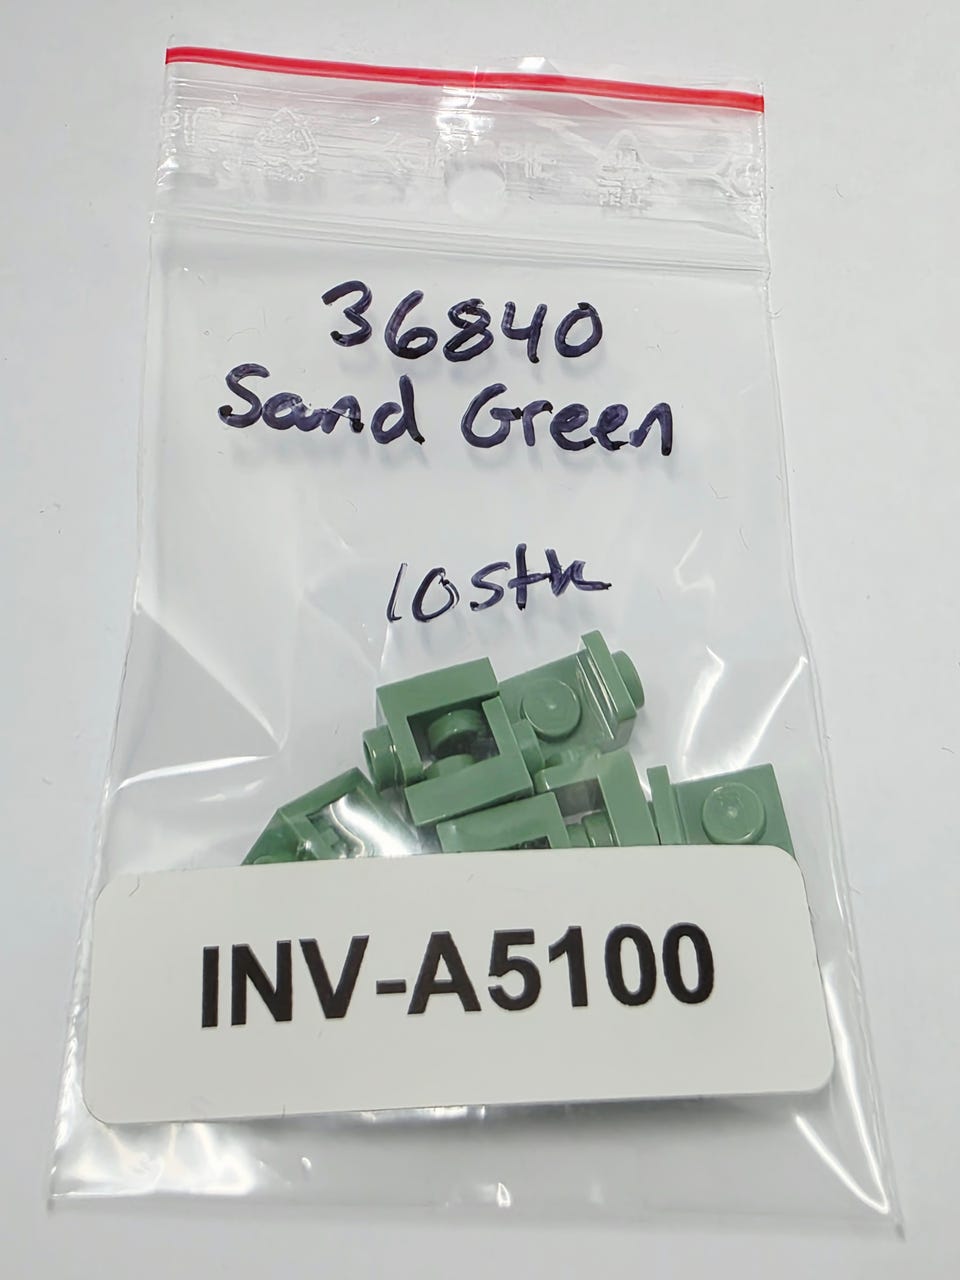 36840
Sand Green
10stk
INV-A5100